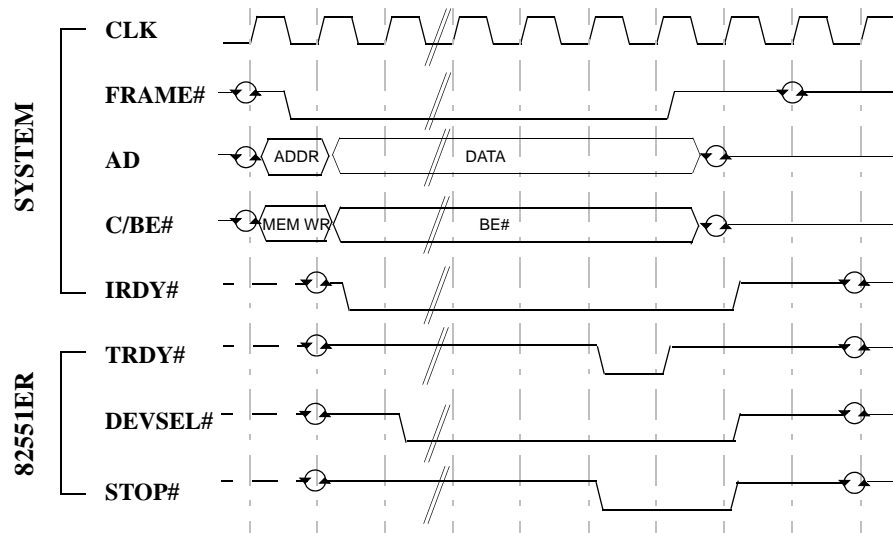 SYSTEM
CLK
FRAME#
AD
ADDR
DATA
C/BE#
MEM WR
BE#
IRDY#
82551ER
TRDY#
DEVSEL#
STOP#